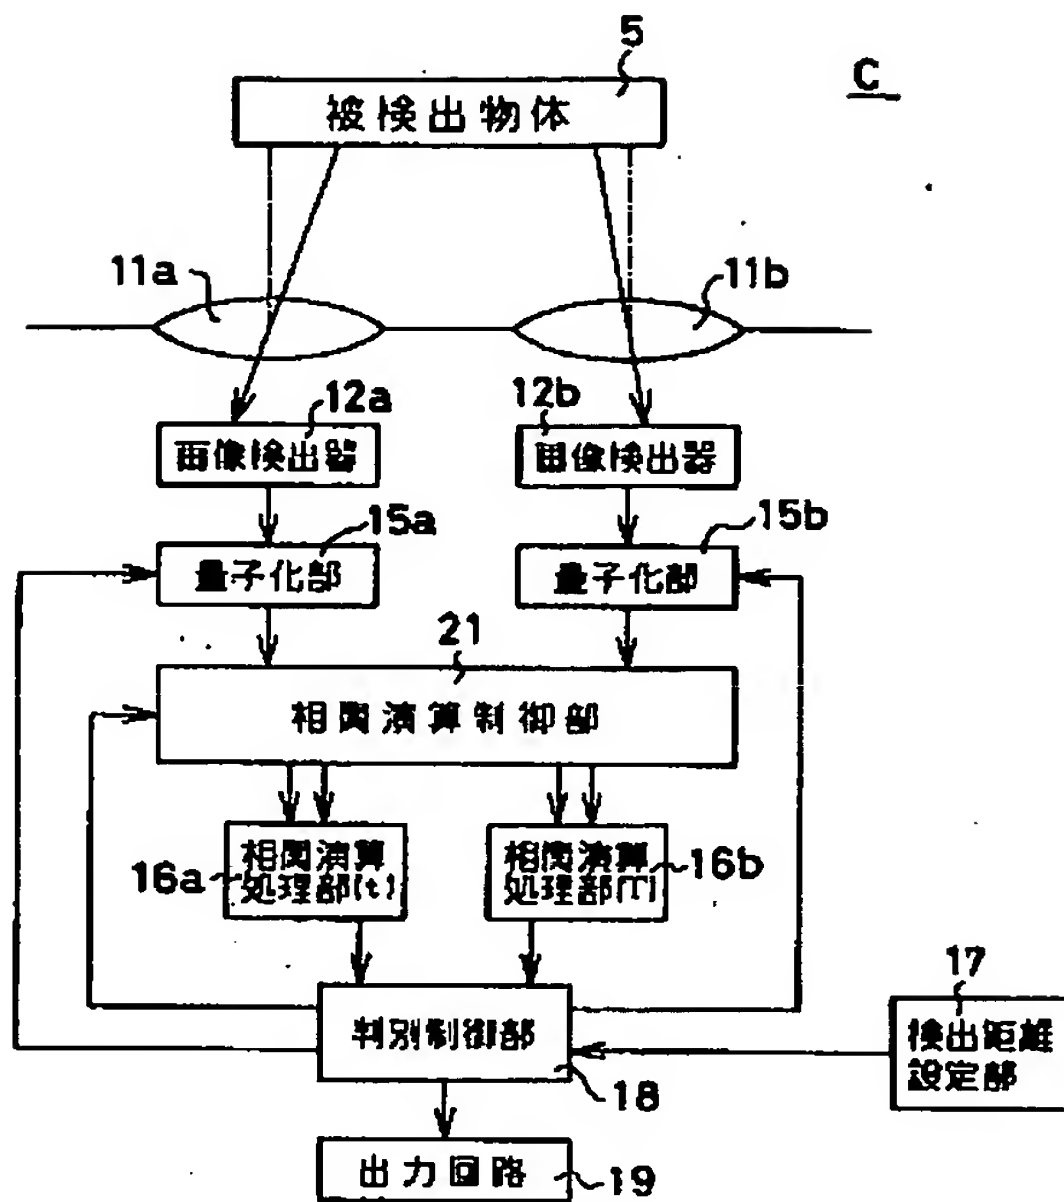 5
C
被検出物体
11a
11b
12a
12b
画像検出器
画像検出器
15a
15b
量子化部
量子化部
21
相関演算制御部
16a
相関演算
処理部(t)
相関演算
処理部(T)
16b
17
検出距離
設定部
判別制御部
18
出力回路
19